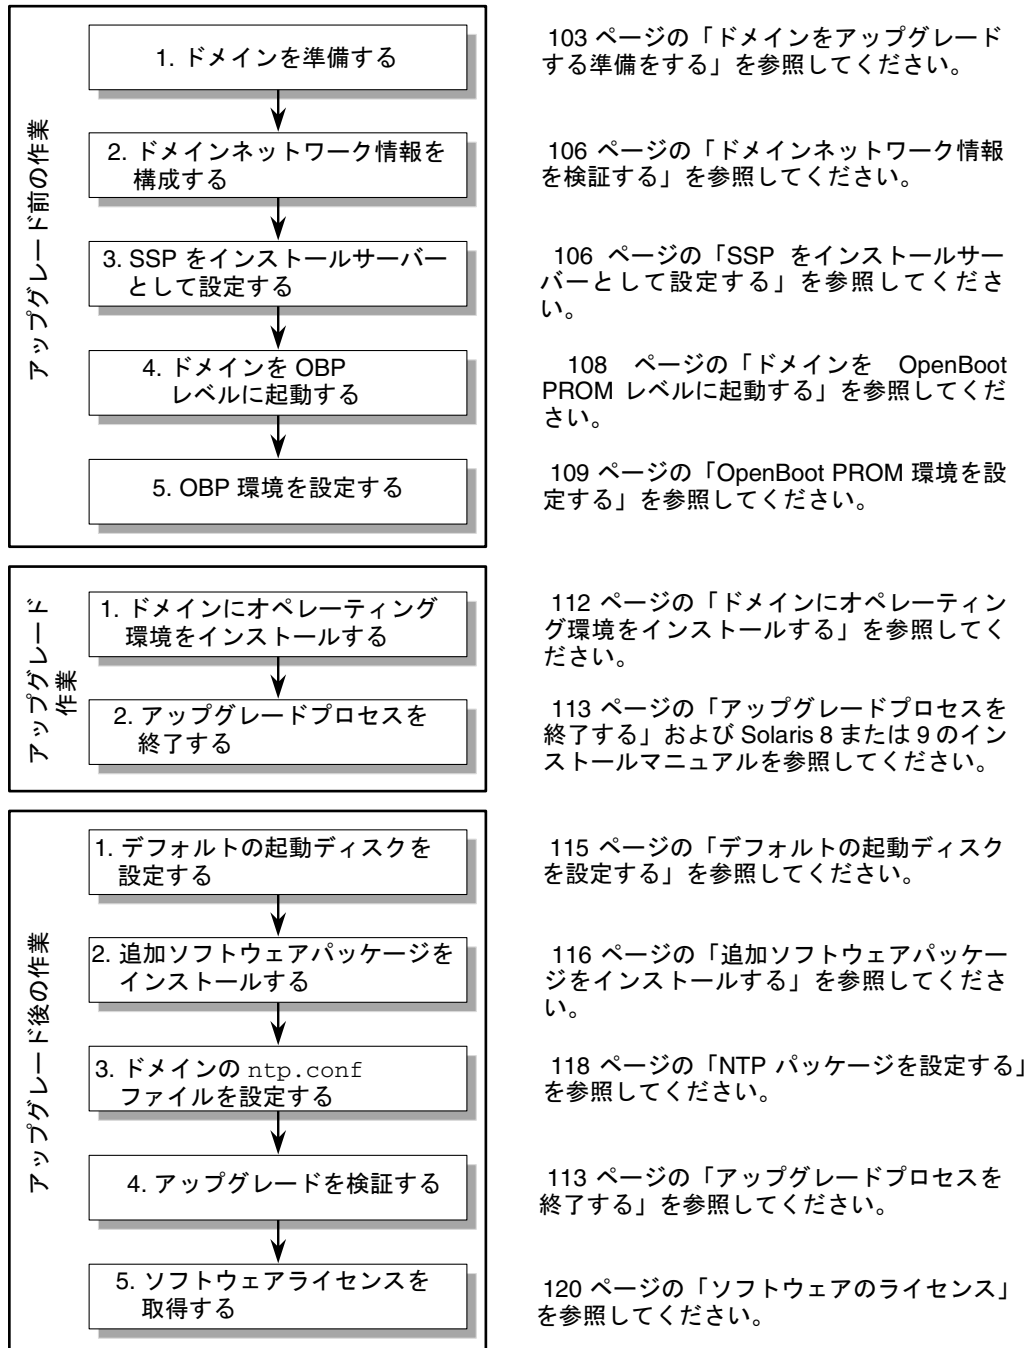 アップグレード前の作業
1. ドメインを準備する
103 ページの「ドメインをアップグレード
する準備をする」を参照してください。
2. ドメインネットワーク情報を
構成する
106 ページの「ドメインネットワーク情報
を検証する」を参照してください。
3. SSP をインストールサーバー
として設定する
106 ページの「SSP をインストールサー
バーとして設定する」を参照してくださ
い。
4. ドメインを OBP
レベルに起動する
108 ページの「ドメインを OpenBoot
PROM レベルに起動する」を参照してくだ
さい。
5. OBP 環境を設定する
109 ページの「OpenBoot PROM 環境を設
定する」を参照してください。
アップグレード
作業
1. ドメインにオペレーティング
環境をインストールする
112 ページの「ドメインにオペレーティン
グ環境をインストールする」を参照してく
ださい。
2. アップグレードプロセスを
終了する
113 ページの「アップグレードプロセスを
終了する」および Solaris 8 または 9 のイン
ストールマニュアルを参照してください。
アップグレード後の作業
1. デフォルトの起動ディスクを
設定する
115 ページの「デフォルトの起動ディスク
を設定する」を参照してください。
2. 追加ソフトウェアパッケージを
インストールする
116 ページの「追加ソフトウェアパッケー
ジをインストールする」を参照してくださ
い。
3. ドメインの ntp.conf
ファイルを設定する
118 ページの「NTP パッケージを設定する」
を参照してください。
4. アップグレードを検証する
113 ページの「アップグレードプロセスを
終了する」を参照してください。
5. ソフトウェアライセンスを
取得する
120 ページの「ソフトウェアのライセンス」
を参照してください。